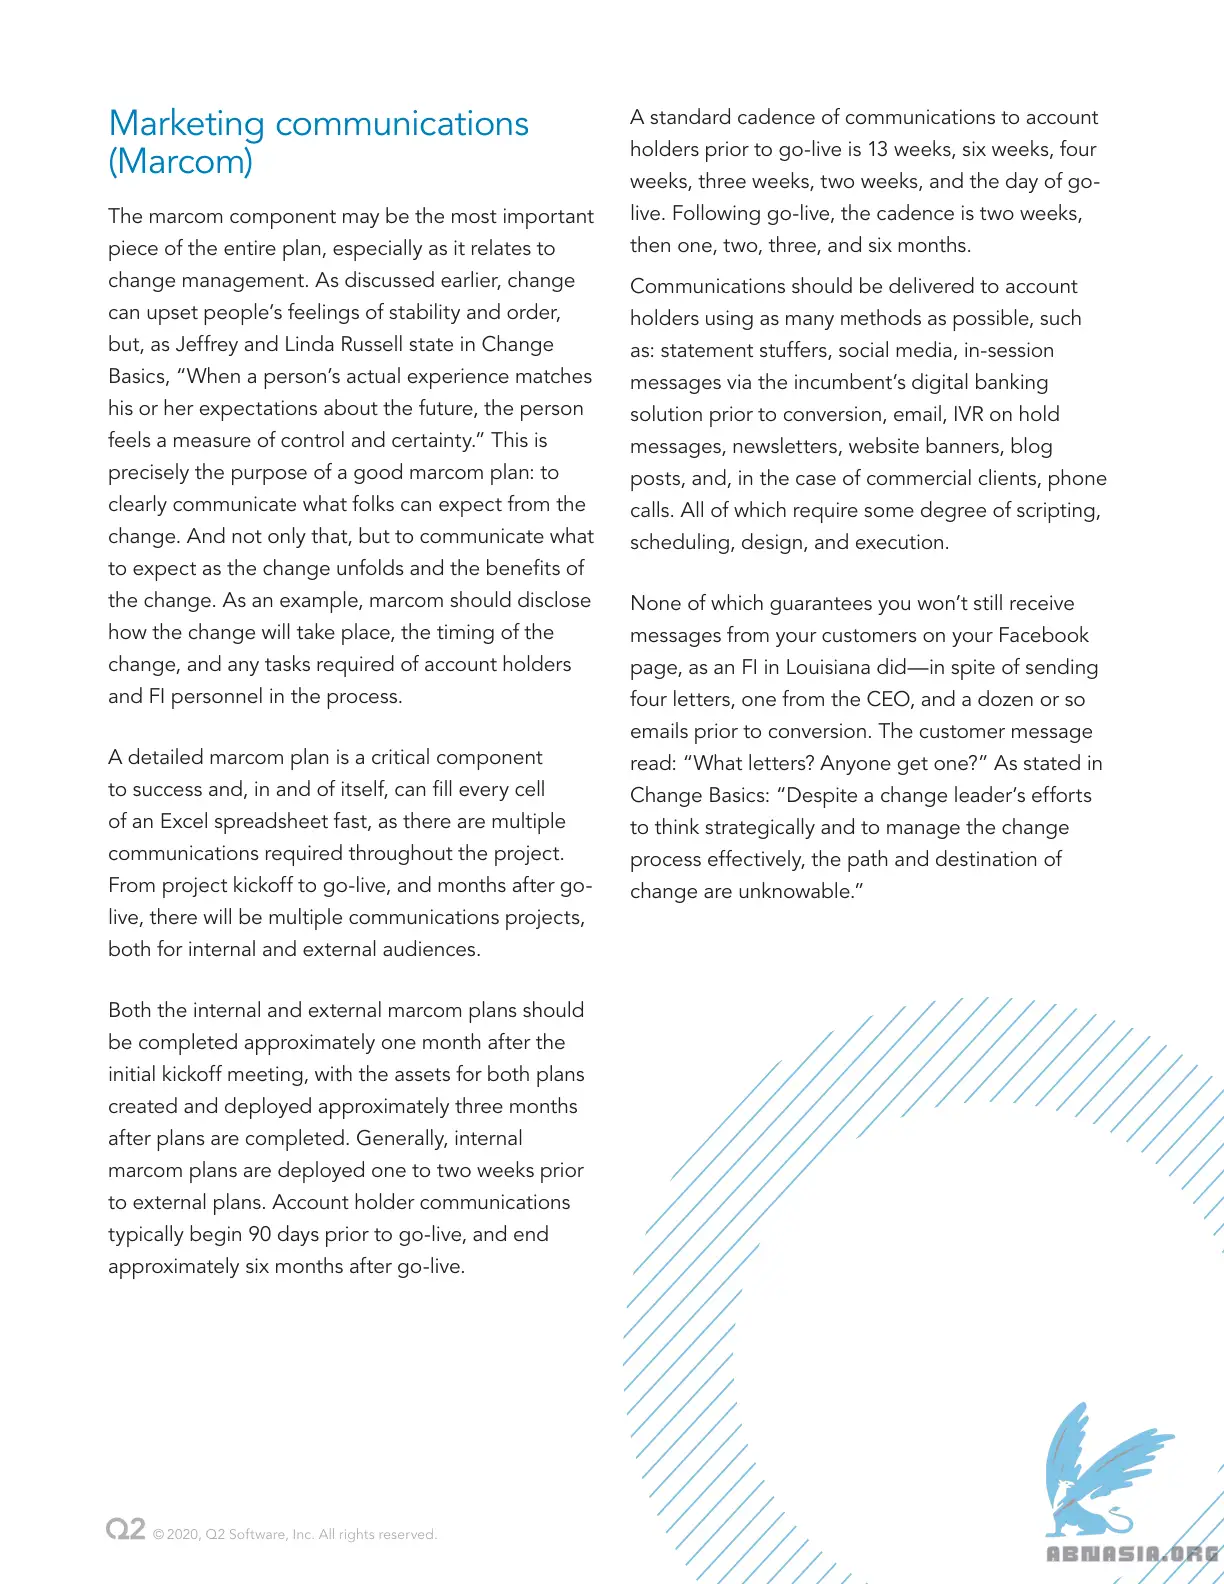 Marketing communications
(Marcom)
The marcom component may be the most important
piece of the entire plan, especially as it relates to
change management. As discussed earlier, change
can upset people’s feelings of stability and order,
but, as Jeffrey and Linda Russell state in Change
Basics, “When a person’s actual experience matches
his or her expectations about the future, the person
feels a measure of control and certainty.” This is
precisely the purpose of a good marcom plan: to
clearly communicate what folks can expect from the
change. And not only that, but to communicate what
to expect as the change unfolds and the benefits of
the change. As an example, marcom should disclose
how the change will take place, the timing of the
change, and any tasks required of account holders
and FI personnel in the process.
A detailed marcom plan is a critical component
to success and, in and of itself, can fill every cell
of an Excel spreadsheet fast, as there are multiple
communications required throughout the project.
From project kickoff to go-live, and months after go-
live, there will be multiple communications projects,
both for internal and external audiences.
Both the internal and external marcom plans should
be completed approximately one month after the
initial kickoff meeting, with the assets for both plans
created and deployed approximately three months
after plans are completed. Generally, internal
marcom plans are deployed one to two weeks prior
to external plans. Account holder communications
typically begin 90 days prior to go-live, and end
approximately six months after go-live.
A standard cadence of communications to account
holders prior to go-live is 13 weeks, six weeks, four
weeks, three weeks, two weeks, and the day of go-
live. Following go-live, the cadence is two weeks,
then one, two, three, and six months.
Communications should be delivered to account
holders using as many methods as possible, such
as: statement stuffers, social media, in-session
messages via the incumbent’s digital banking
solution prior to conversion, email, IVR on hold
messages, newsletters, website banners, blog
posts, and, in the case of commercial clients, phone
calls. All of which require some degree of scripting,
scheduling, design, and execution.
None of which guarantees you won’t still receive
messages from your customers on your Facebook
page, as an FI in Louisiana did—in spite of sending
four letters, one from the CEO, and a dozen or so
emails prior to conversion. The customer message
read: “What letters? Anyone get one?” As stated in
Change Basics: “Despite a change leader’s efforts
to think strategically and to manage the change
process effectively, the path and destination of
change are unknowable.”
Q2 © 2020, Q2 Software, Inc. All rights reserved.
ABNASIA.ORG